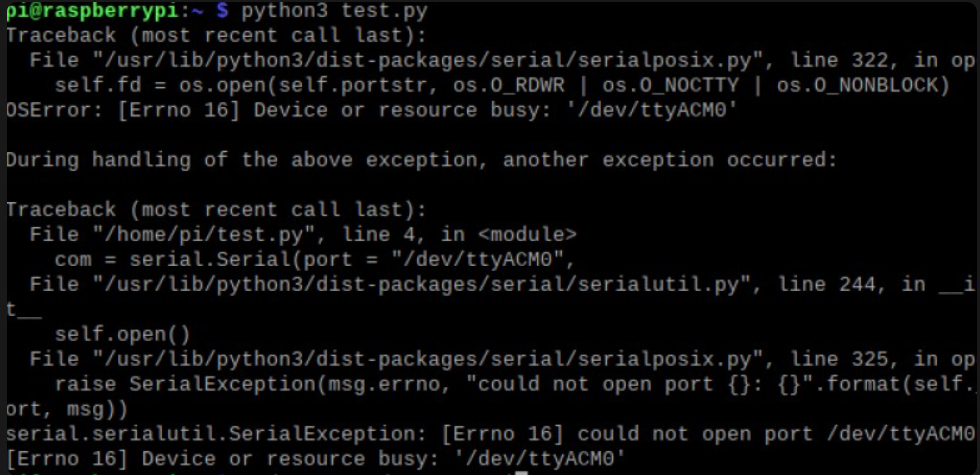 pi@raspberrypi:~ $ python3 test.py
Traceback (most recent call last):
  File "/usr/lib/python3/dist-packages/serial/serialposix.py", line 322, in op
    self.fd = os.open(self.portstr, os.O_RDWR | os.O_NOCTTY | os.O_NONBLOCK)
OSError: [Errno 16] Device or resource busy: '/dev/ttyACM0'

During handling of the above exception, another exception occurred:

Traceback (most recent call last):
  File "/home/pi/test.py", line 4, in <module>
    com = serial.Serial(port = "/dev/ttyACM0",
  File "/usr/lib/python3/dist-packages/serial/serialutil.py", line 244, in __i
t__
    self.open()
  File "/usr/lib/python3/dist-packages/serial/serialposix.py", line 325, in op
    raise SerialException(msg.errno, "could not open port {}: {}".format(self.
ort, msg))
serial.serialutil.SerialException: [Errno 16] could not open port /dev/ttyACM0
[Errno 16] Device or resource busy: '/dev/ttyACM0'